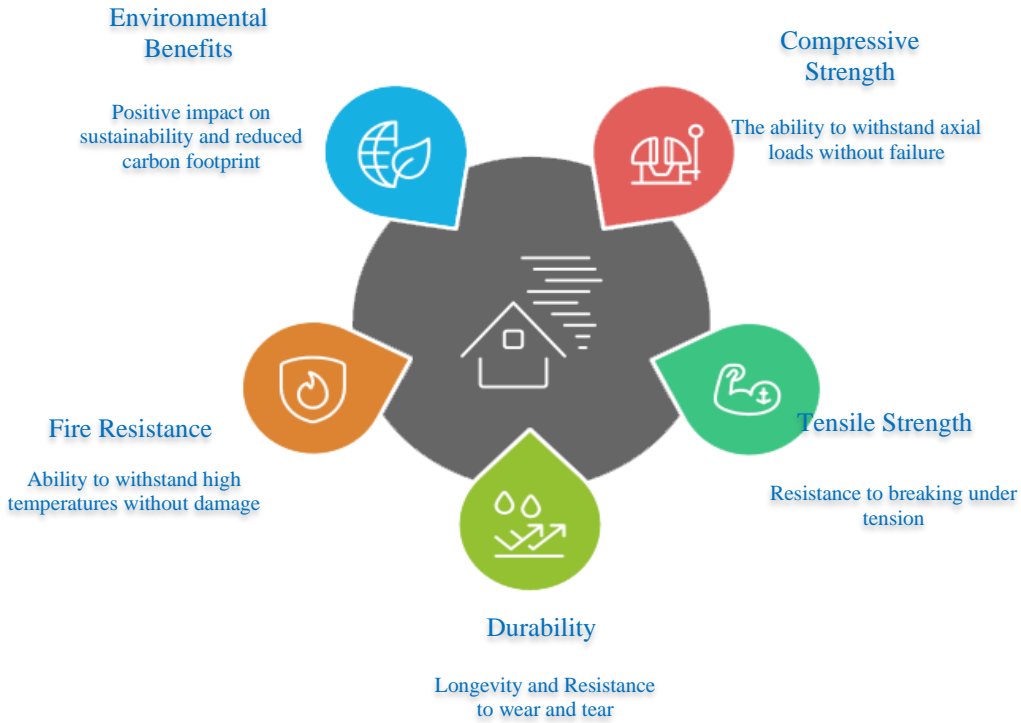 Environmental
Benefits
Positive impact on
sustainability and reduced
carbon footprint
Compressive
Strength
The ability to withstand axial
loads without failure
Fire Resistance
Ability to withstand high
temperatures without damage
Tensile Strength
Resistance to breaking under
tension
Durability
Longevity and Resistance
to wear and tear